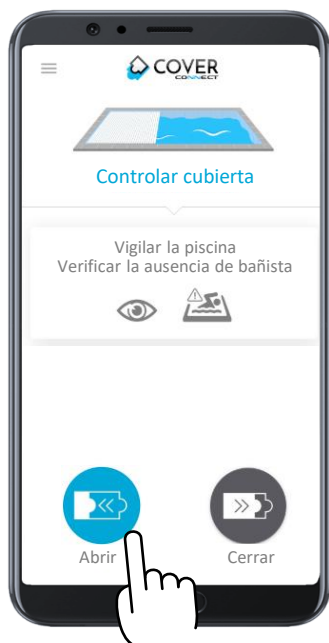 COVER
CONNECT
Controlar cubierta
Vigilar la piscina
Verificar la ausencia de bañista
Abrir
Cerrar